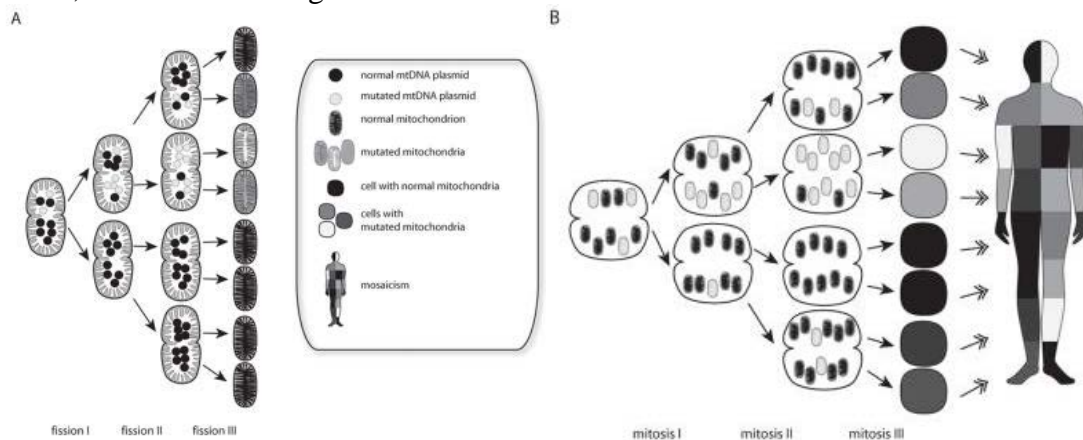 A
normal mtDNA plasmid
mutated mtDNA plasmid
normal mitochondrion
mutated mitochondria
cell with normal mitochondria
cells with
mutated mitochondria
mosaicism
fission I fission II fission III
B
mitosis I mitosis II mitosis III